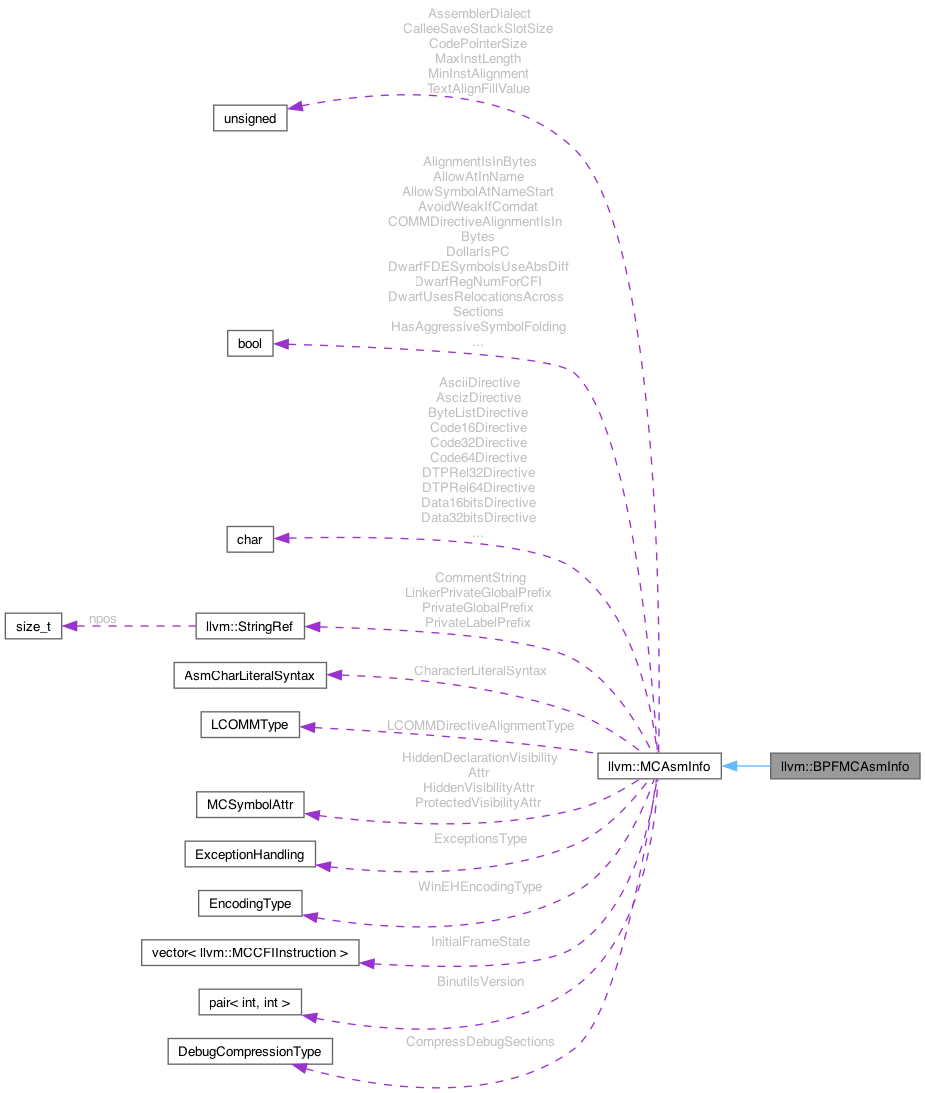 AssemblerDialect
CalleeSaveStackSlotSize
CodePointerSize
MaxInstLength
MinInstAlignment
TextAlignFillValue
unsigned
AlignmentIsInBytes
AllowAtInName
AllowSymbolAtNameStart
AvoidWeakIfComdat
COMMDirectiveAlignmentIsIn
Bytes
DollarIsPC
DwarfFDESymbolsUseAbsDiff
DwarfRegNumForCFI
DwarfUsesRelocationsAcross
Sections
HasAggressiveSymbolFolding
...
bool
AsciiDirective
AscizDirective
ByteListDirective
Code16Directive
Code32Directive
Code64Directive
DTPRel32Directive
DTPRel64Directive
Data16bitsDirective
Data32bitsDirective
...
char
CommentString
LinkerPrivateGlobalPrefix
PrivateGlobalPrefix
PrivateLabelPrefix
size_t
npos
llvm::StringRef
CharacterLiteralSyntax
AsmCharLiteralSyntax
LCOMMDirectiveAlignmentType
LCOMMType
HiddenDeclarationVisibility
Attr
HiddenVisibilityAttr
ProtectedVisibilityAttr
llvm::MCAsmInfo
llvm::BPFMCAsmInfo
MCSymbolAttr
ExceptionsType
ExceptionHandling
WinEHEncodingType
EncodingType
InitialFrameState
vector< llvm::MCCFIInstruction >
BinutilsVersion
pair< int, int >
CompressDebugSections
DebugCompressionType